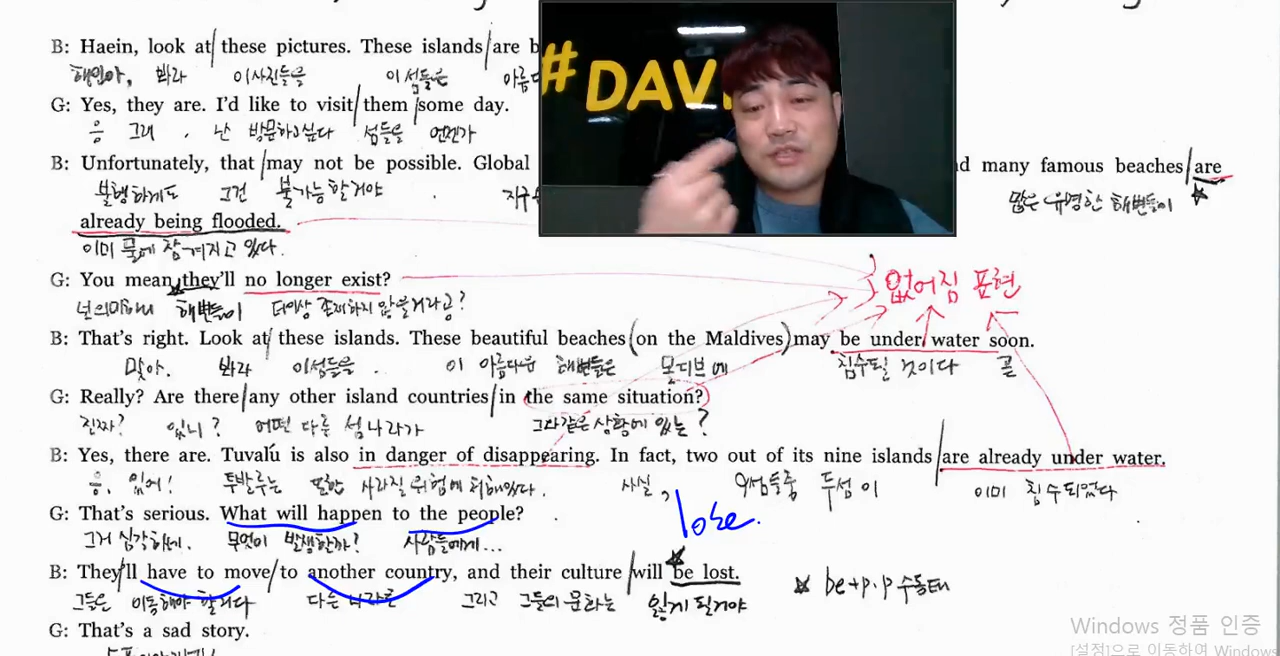 B: Haein, look at these pictures. These islands are b
해인아, 봐라 이사진들을 이 섬들은
#DAV
G: Yes, they are. I'd like to visit them some day.
응 그래. 난 방문하고싶다 섬들을 언젠가
B: Unfortunately, that may not be possible. Global d many famous beaches are
불행하게도 그건 불가능할거야. 지구 많은 유명한 해변들이
already being flooded.
이미 물에 잠겨지고 있다.
G: You mean they'll no longer exist?
넌의미하니 해변들이 더이상 존재하지 않을거라공?
없어짐 표현
B: That's right. Look at these islands. These beautiful beaches (on the Maldives) may be under water soon.
맞아. 봐라 이섬들을. 이 아름다운 해변들은 몰디브에 침수될 것이다 곧
G: Really? Are there any other island countries in the same situation?
진짜? 있니? 어떤 다른 섬나라가 그와같은 상황에 있는?
B: Yes, there are. Tuvalu is also in danger of disappearing. In fact, two out of its nine islands are already under water.
응, 있어! 투발루는 또한 사라질 위험에 처해있다. 사실, 9섬들중 두섬이 이미 침수되었다
G: That's serious. What will happen to the people?
그거 심각하네. 무엇이 발생할까? 사람들에게...
lose.
B: They'll have to move to another country, and their culture will be lost.
그들은 이동해야 할거다 다른 나라로 그리고 그들의 문화는 잃게 될거야
be+p.p 수동태
G: That's a sad story.
Windows 정품 인증
[설정]으로 이동하여 Windows